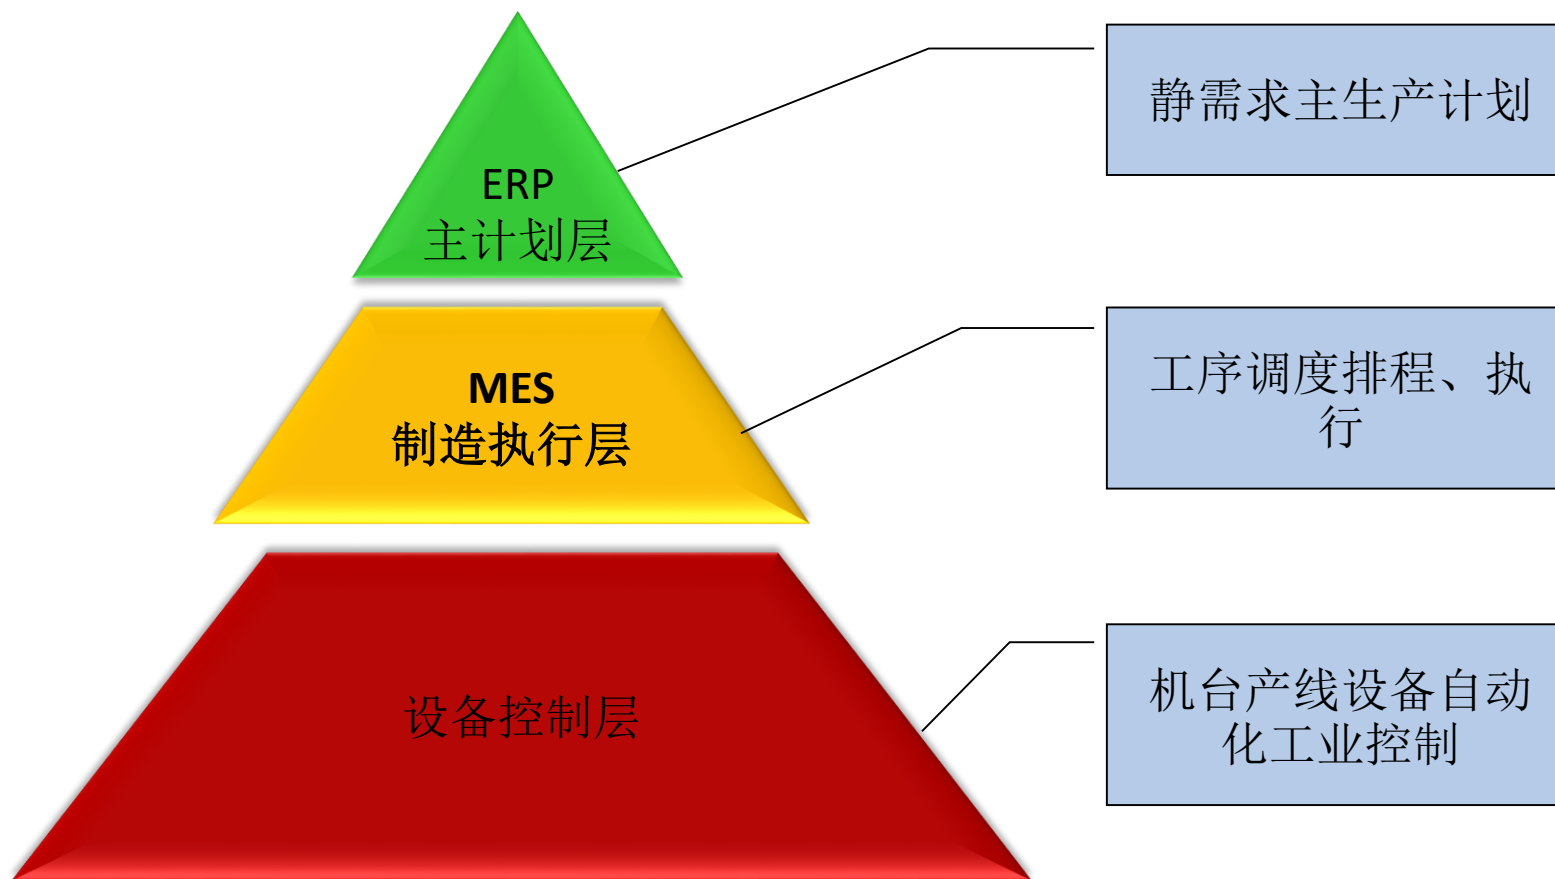 ERP
主计划层
静需求主生产计划
MES
制造执行层
工序调度排程、执
行
设备控制层
机台产线设备自动
化工业控制